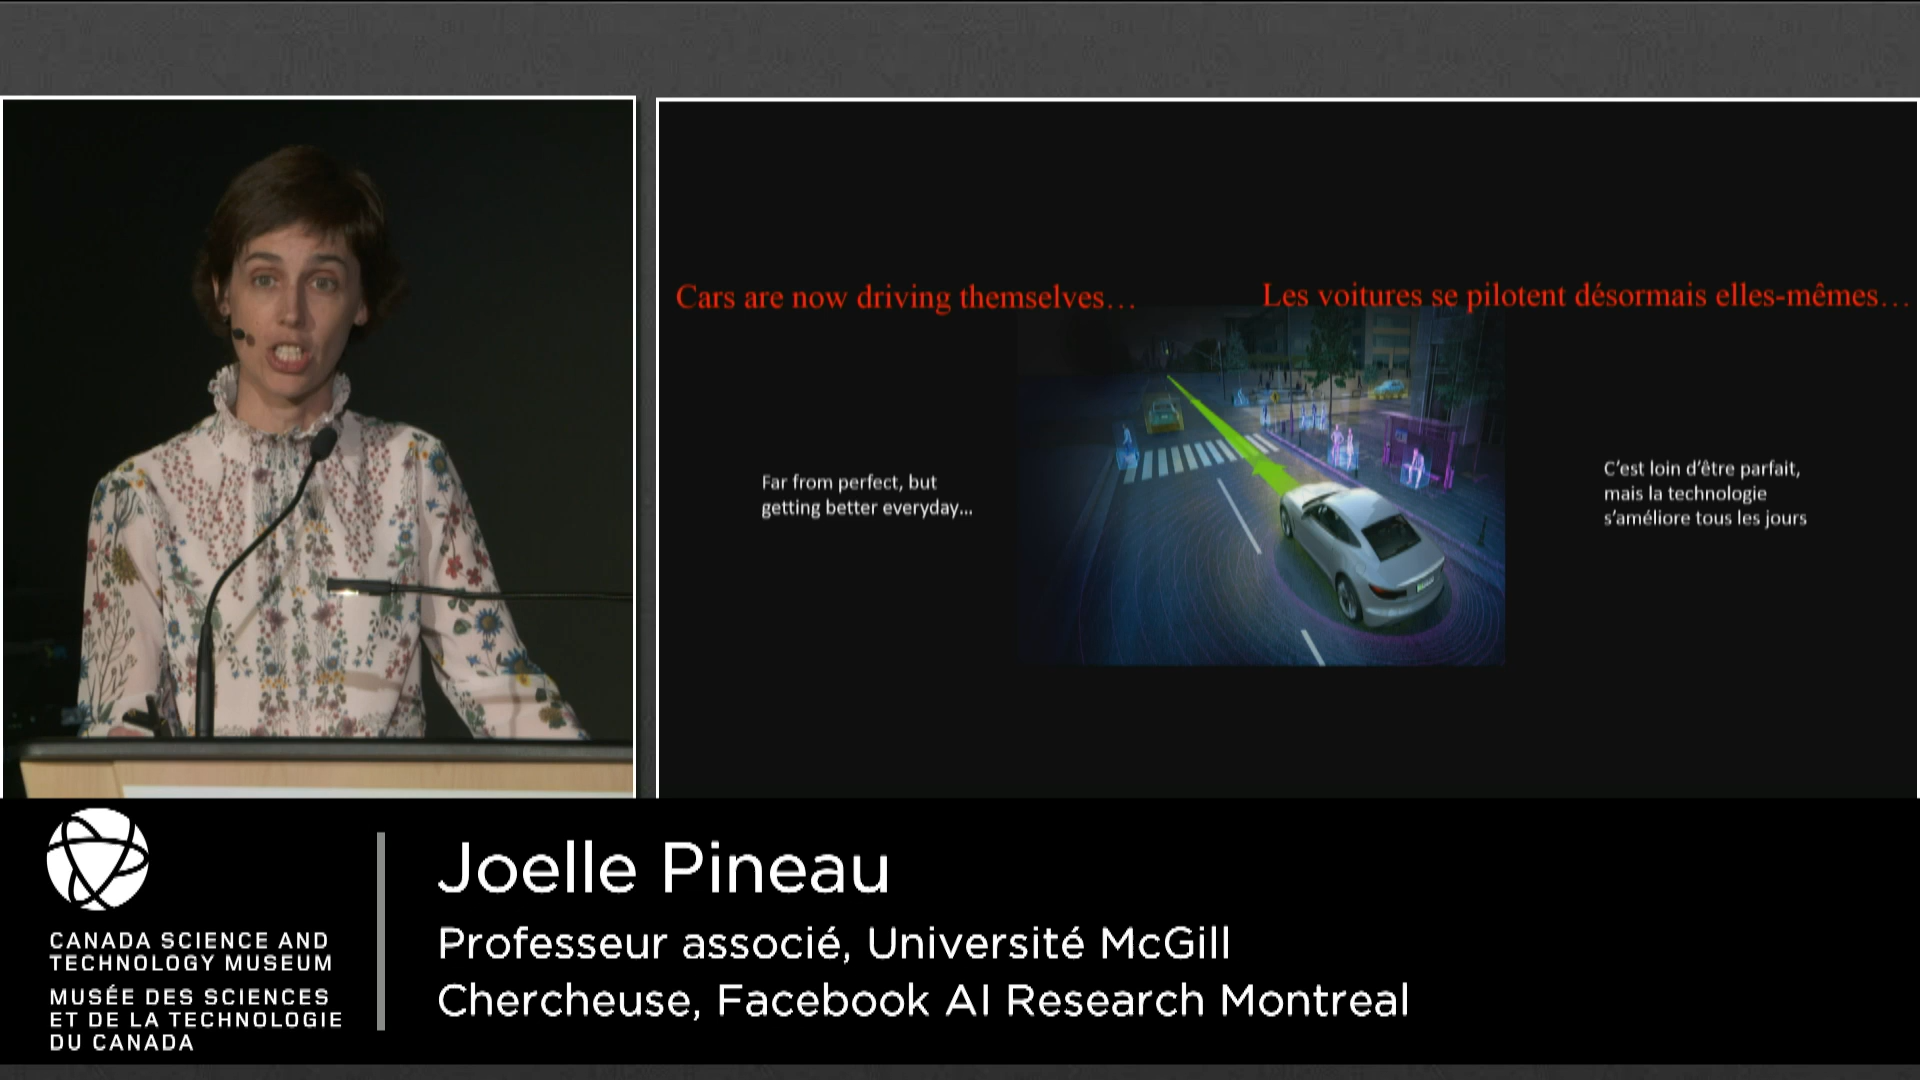 Cars are now driving themselves…
Les voitures se pilotent désormais elles-mêmes…
Far from perfect, but
getting better everyday…
C'est loin d'être parfait,
mais la technologie
s'améliore tous les jours
CANADA SCIENCE AND
TECHNOLOGY MUSEUM
MUSÉE DES SCIENCES
ET DE LA TECHNOLOGIE
DU CANADA
Joelle Pineau
Professeur associé, Université McGill
Chercheuse, Facebook AI Research Montreal